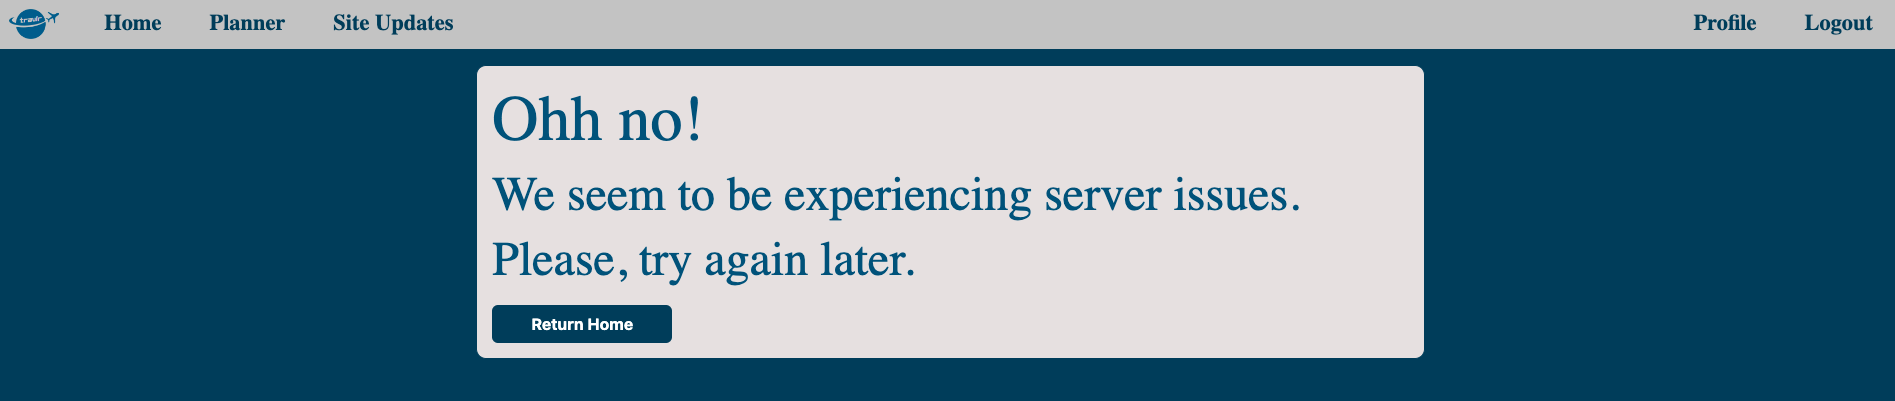 travlr
Home Planner Site Updates Profile Logout
Ohh no!
We seem to be experiencing server issues.
Please, try again later.
Return Home